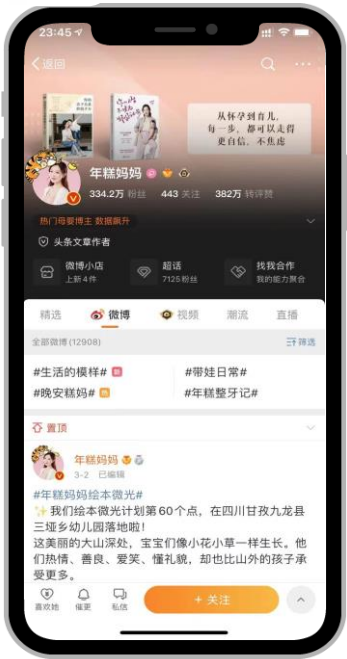 23:45
返回
从怀孕到育儿,
每一步,都可以走得
更自信、不焦虑
年糕妈妈
334.2万 粉丝 443 关注 382万 转评赞
热门母婴博主 数据飙升
头条文章作者
微博小店
上新4件
超话
7125粉丝
找我合作
我的能力聚合
精选 微博 视频 潮流 直播
全部微博(12908) 筛选
#生活的模样# #带娃日常#
#晚安糕妈# #年糕整牙记#
置顶
年糕妈妈
3-2 已编辑
#年糕妈妈绘本微光#
✨我们绘本微光计划第60个点,在四川甘孜九龙县
三垭乡幼儿园落地啦!
这美丽的大山深处,宝宝们像小花小草一样生长。他
们热情、善良、爱笑、懂礼貌,却也比山外的孩子承
受更多。
喜欢她 催更 私信 + 关注